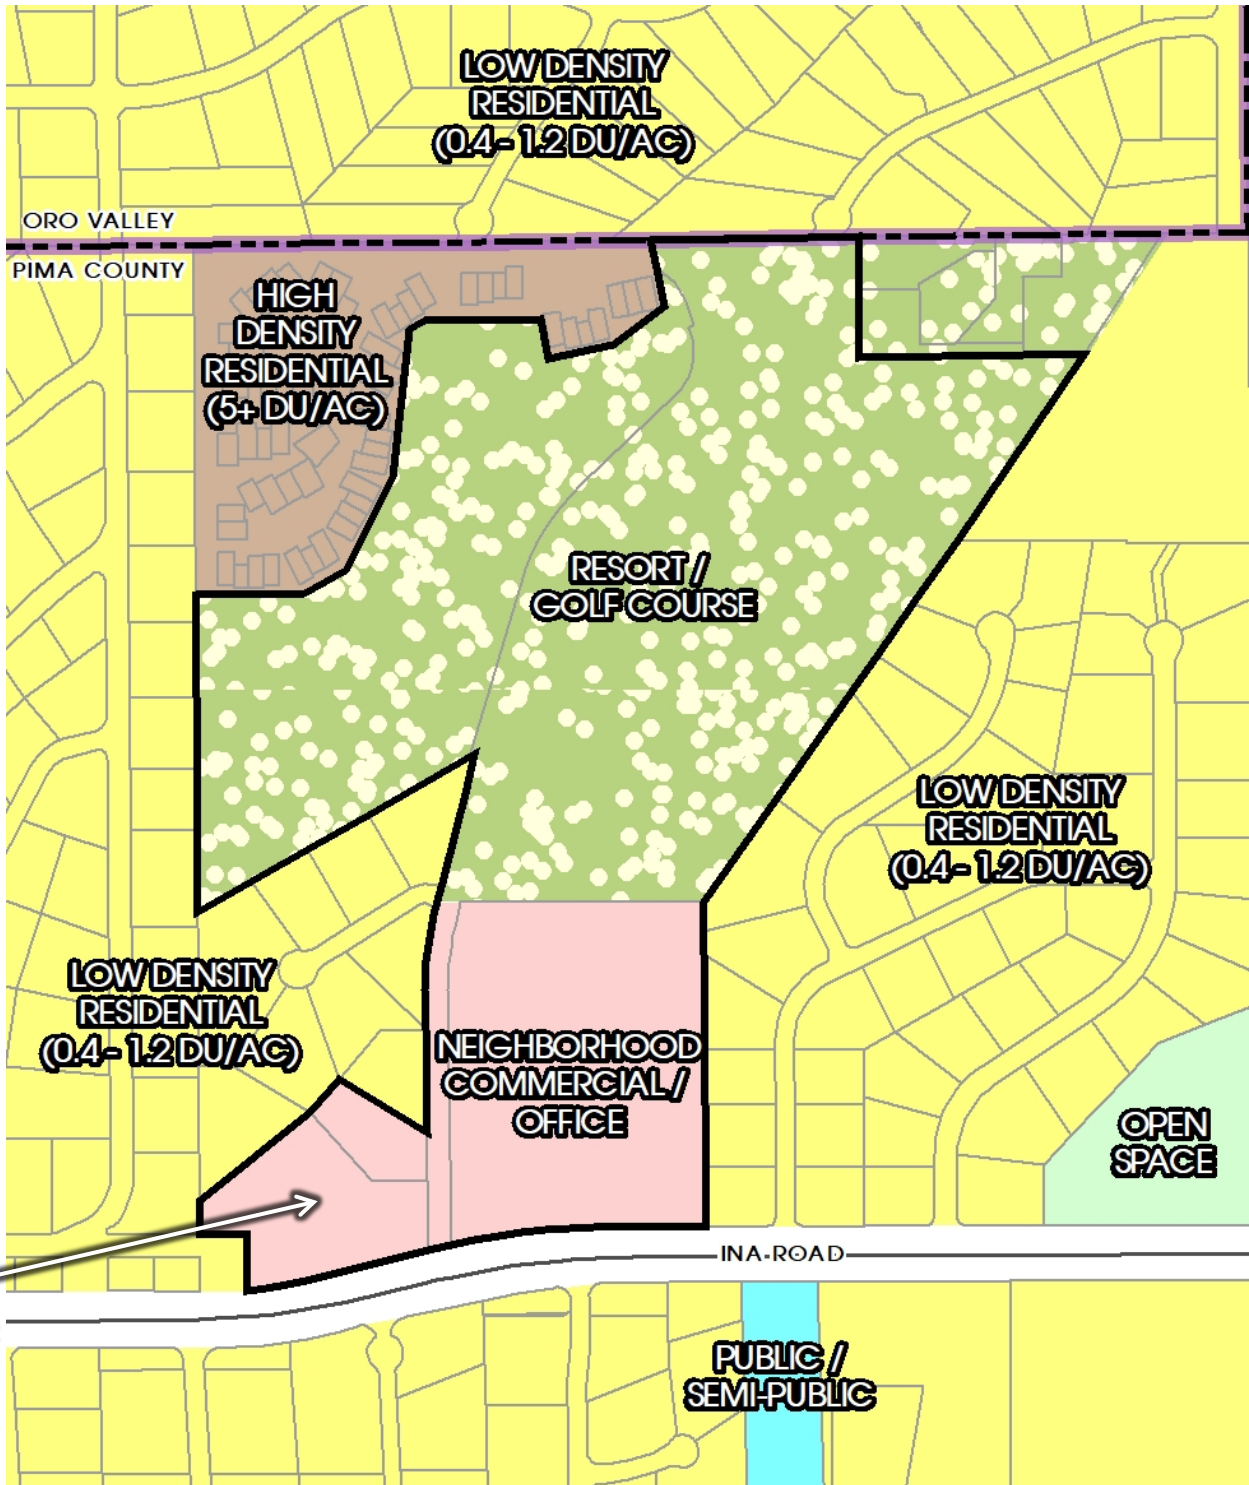 LOW DENSITY
RESIDENTIAL
(0.4 - 1.2 DU/AC)
ORO VALLEY
PIMA COUNTY
HIGH
DENSITY
RESIDENTIAL
(5+ DU/AC)
RESORT /
GOLF COURSE
LOW DENSITY
RESIDENTIAL
(0.4 - 1.2 DU/AC)
LOW DENSITY
RESIDENTIAL
(0.4 - 1.2 DU/AC)
NEIGHBORHOOD
COMMERCIAL /
OFFICE
OPEN
SPACE
INA ROAD
PUBLIC /
SEMI-PUBLIC